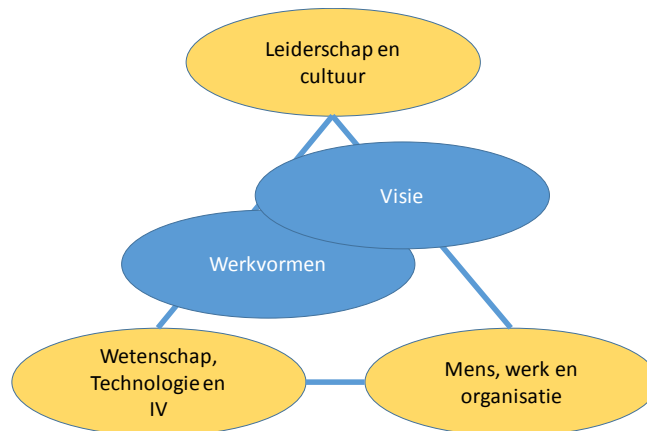 Leiderschap en
cultuur
Visie
Werkvormen
Wetenschap,
Technologie en
IV
Mens, werk en
organisatie